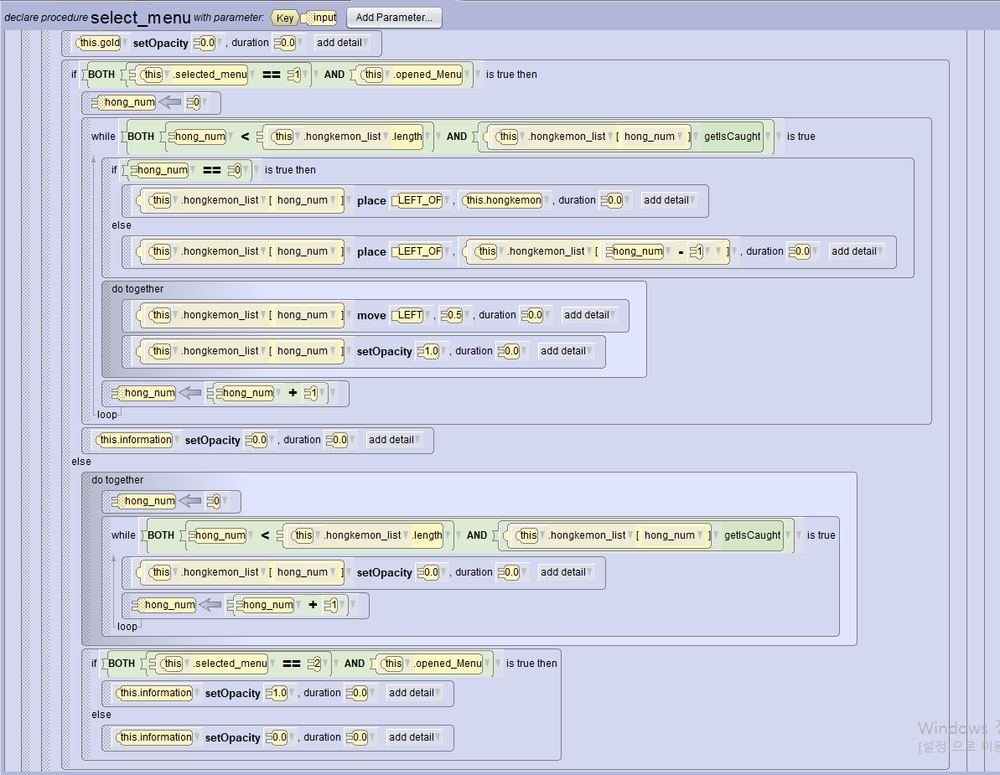 declare procedure select_menu with parameter: Key input Add Parameter...
this.gold setOpacity 0.0 , duration 0.0 add detail
if BOTH this .selected_menu == 1 AND this .opened_Menu is true then
hong_num 0
while BOTH hong_num < this .hongkemon_list .length AND this .hongkemon_list [ hong_num ] getIsCaught is true
if hong_num == 0 is true then
this .hongkemon_list [ hong_num ] place LEFT_OF , this.hongkemon , duration 0.0 add detail
else
this .hongkemon_list [ hong_num ] place LEFT_OF , this .hongkemon_list [ hong_num - 1 ] , duration 0.0 add detail
do together
this .hongkemon_list [ hong_num ] move LEFT , 0.5 , duration 0.0 add detail
this .hongkemon_list [ hong_num ] setOpacity 1.0 , duration 0.0 add detail
hong_num hong_num + 1
loop
this.information setOpacity 0.0 , duration 0.0 add detail
else
do together
hong_num 0
while BOTH hong_num < this .hongkemon_list .length AND this .hongkemon_list [ hong_num ] getIsCaught is true
this .hongkemon_list [ hong_num ] setOpacity 0.0 , duration 0.0 add detail
hong_num hong_num + 1
loop
if BOTH this .selected_menu == 2 AND this .opened_Menu is true then
this.information setOpacity 1.0 , duration 0.0 add detail
else
this.information setOpacity 0.0 , duration 0.0 add detail
Windows
[설정]으로 이동